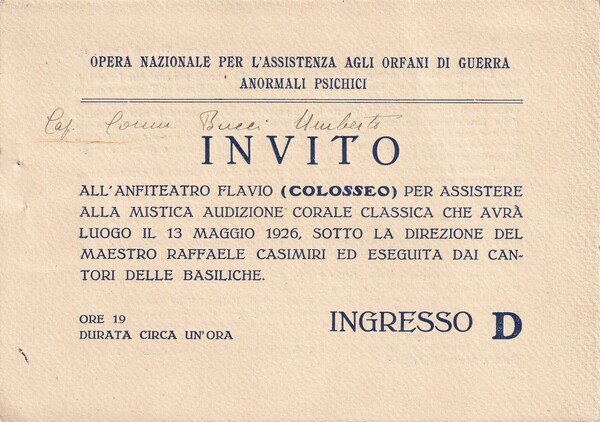 OPERA NAZIONALE PER L'ASSISTENZA AGLI ORFANI DI GUERRA
ANORMALI PSICHICI
Cap. Comm. Bucci Umberto
INVITO
ALL'ANFITEATRO FLAVIO (COLOSSEO) PER ASSISTERE
ALLA MISTICA AUDIZIONE CORALE CLASSICA CHE AVRÀ
LUOGO IL 13 MAGGIO 1926, SOTTO LA DIREZIONE DEL
MAESTRO RAFFAELE CASIMIRI ED ESEGUITA DAI CAN-
TORI DELLE BASILICHE.
ORE 19
DURATA CIRCA UN'ORA
INGRESSO D